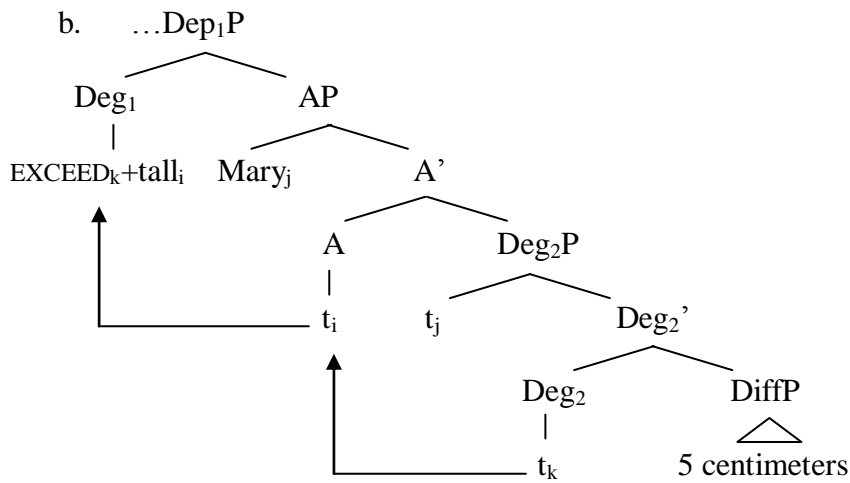 b. …Dep₁P
Deg₁ AP
EXCEEDₖ+tallᵢ Maryⱼ A’
A Deg₂P
tᵢ tⱼ Deg₂’
Deg₂ DiffP
tₖ 5 centimeters